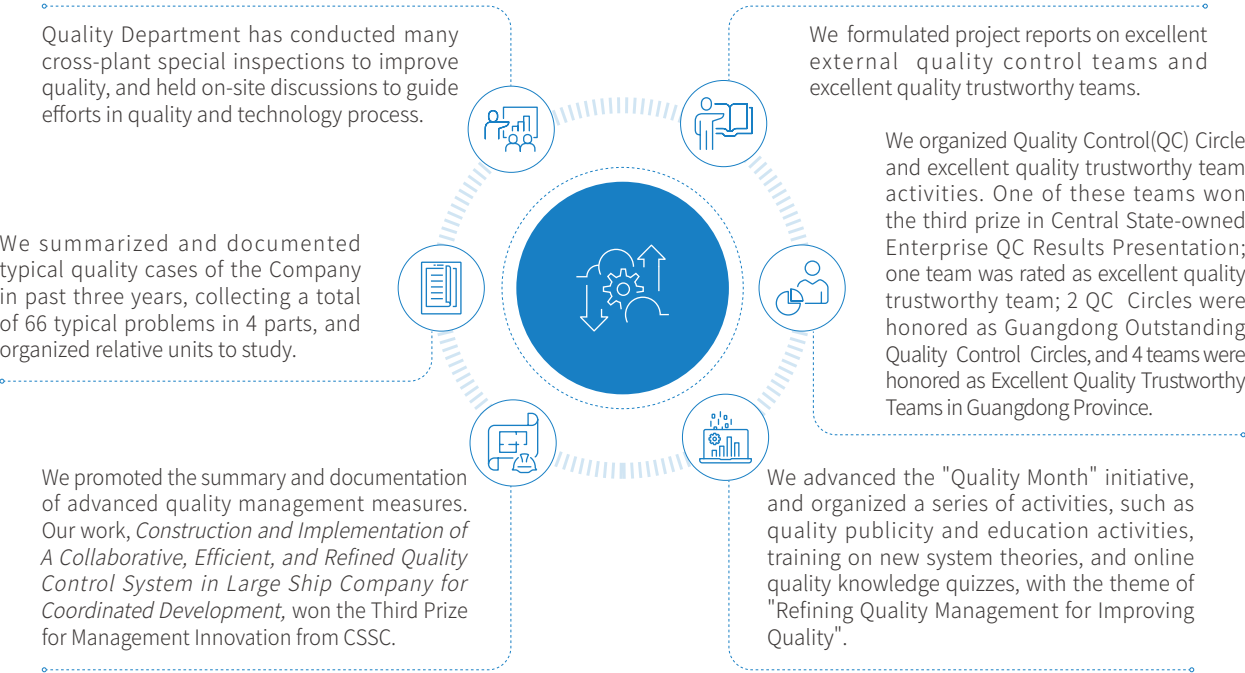 Quality Department has conducted many
cross-plant special inspections to improve
quality, and held on-site discussions to guide
efforts in quality and technology process.
We formulated project reports on excellent
external quality control teams and
excellent quality trustworthy teams.
We organized Quality Control(QC) Circle
and excellent quality trustworthy team
activities. One of these teams won
the third prize in Central State-owned
Enterprise QC Results Presentation;
one team was rated as excellent quality
trustworthy team; 2 QC Circles were
honored as Guangdong Outstanding
Quality Control Circles, and 4 teams were
honored as Excellent Quality Trustworthy
Teams in Guangdong Province.
We summarized and documented
typical quality cases of the Company
in past three years, collecting a total
of 66 typical problems in 4 parts, and
organized relative units to study.
We promoted the summary and documentation
of advanced quality management measures.
Our work, Construction and Implementation of
A Collaborative, Efficient, and Refined Quality
Control System in Large Ship Company for
Coordinated Development, won the Third Prize
for Management Innovation from CSSC.
We advanced the "Quality Month" initiative,
and organized a series of activities, such as
quality publicity and education activities,
training on new system theories, and online
quality knowledge quizzes, with the theme of
"Refining Quality Management for Improving
Quality".